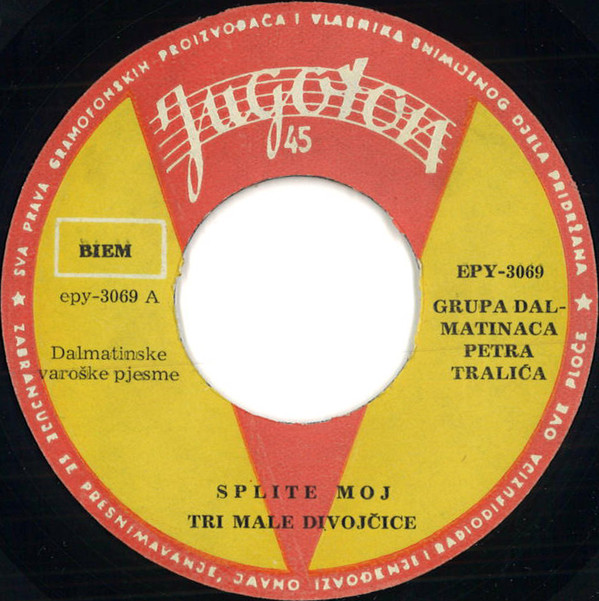 SVA PRAVA GRAMOFONSKIH PROIZVOĐAČA I VLASNIKA SNIMLJENOG DJELA PRIDRŽANA
Jugoton
45
BIEM
epy-3069 A
Dalmatinske
varoške pjesme
EPY-3069
GRUPA DAL-
MATINACA
PETRA
TRALIĆA
SPLITE MOJ
TRI MALE DIVOJČICE
ZABRANJUJE SE PRESNIMAVANJE, JAVNO IZVOĐENJE I RADIODIFUZIJA OVE PLOČE